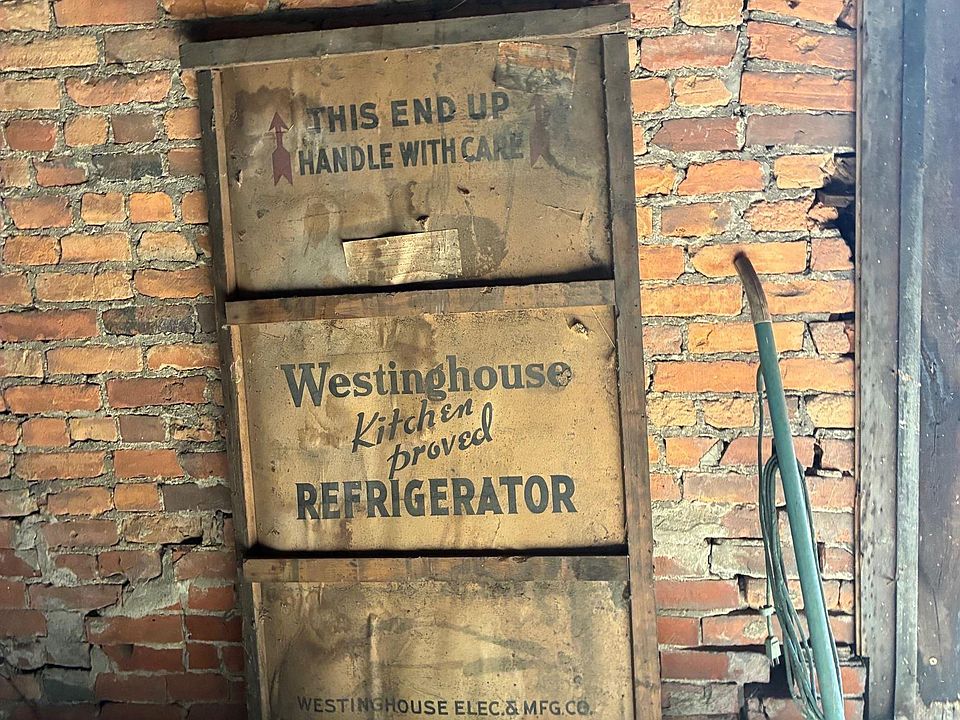 THIS END UP
HANDLE WITH CARE
Westinghouse
Kitchen
proved
REFRIGERATOR
WESTINGHOUSE ELEC. & MFG. CO.